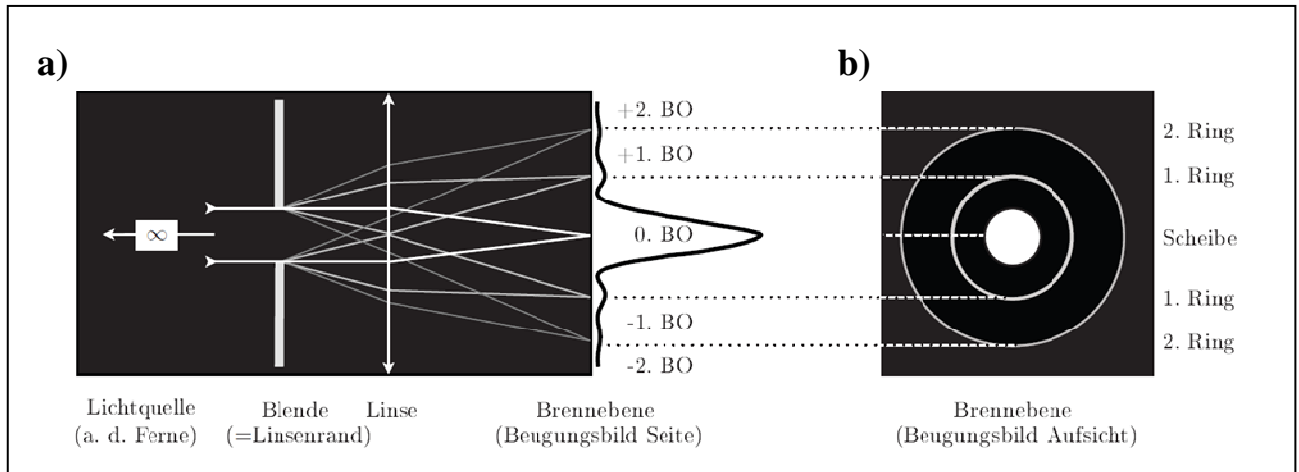 a)
b)
∞
+2. BO
+1. BO
0. BO
-1. BO
-2. BO
2. Ring
1. Ring
Scheibe
1. Ring
2. Ring
Lichtquelle
(a. d. Ferne)
Blende
(=Linsenrand)
Linse
Brennebene
(Beugungsbild Seite)
Brennebene
(Beugungsbild Aufsicht)